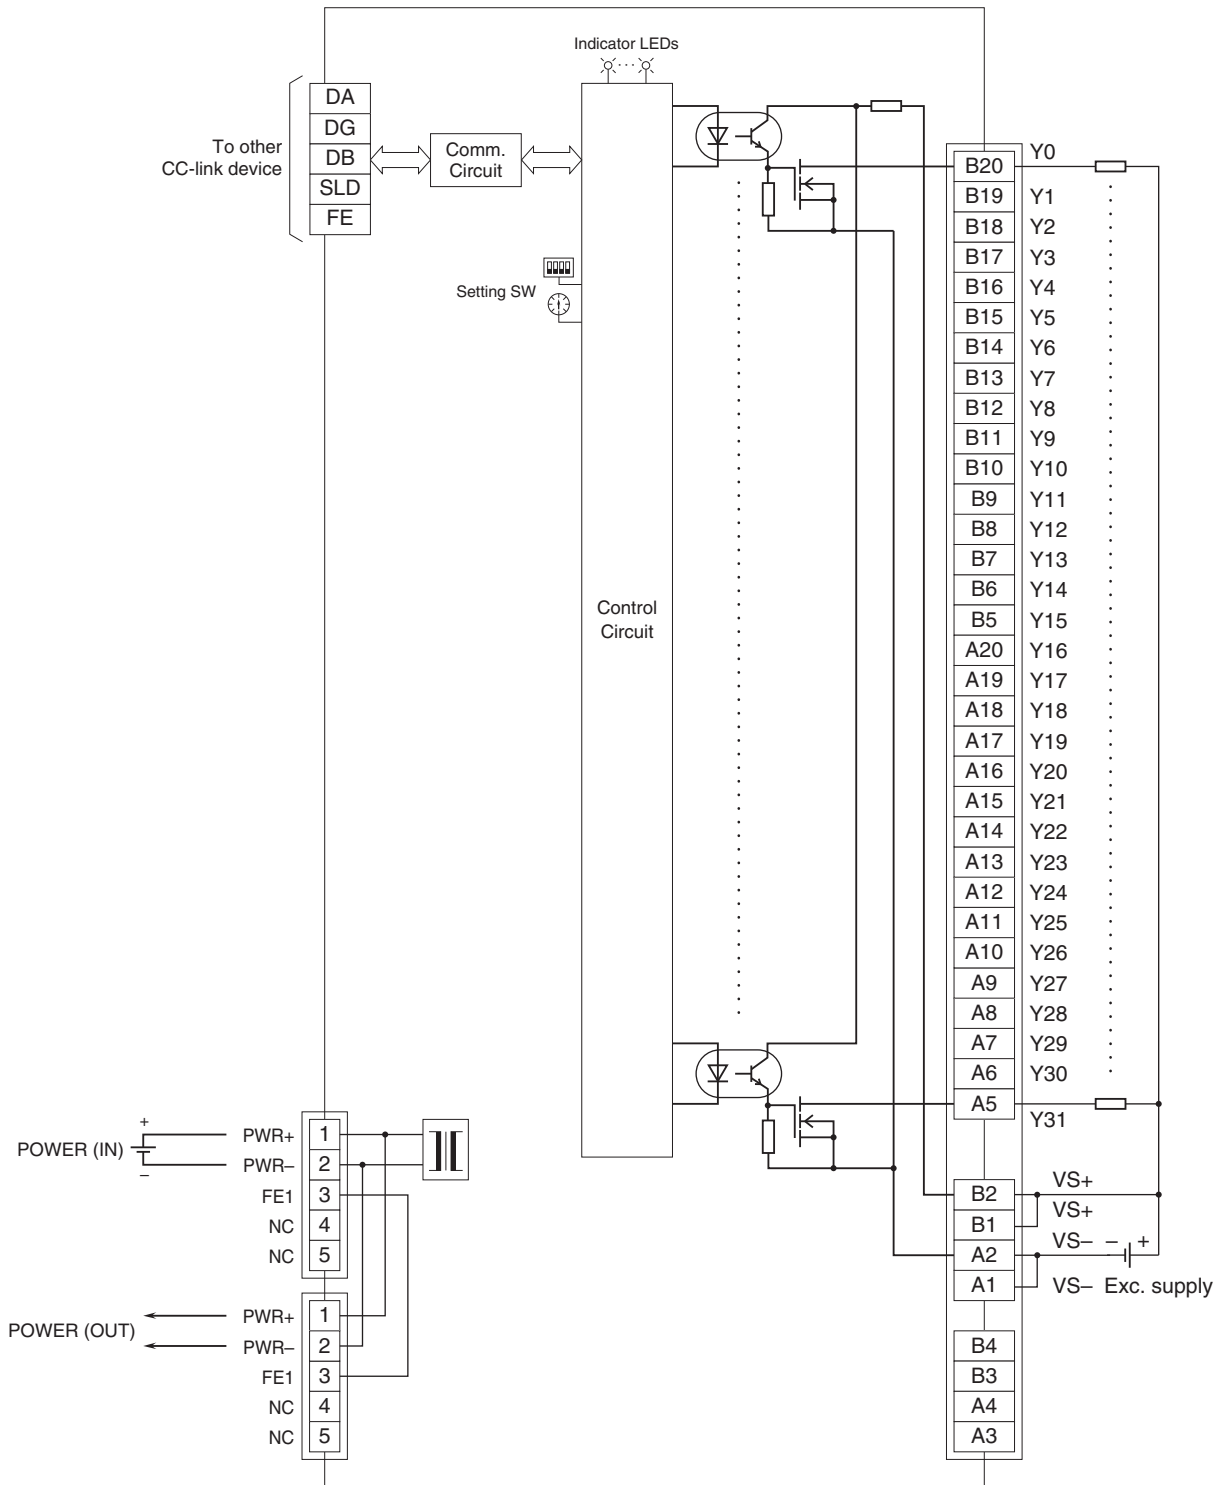 Indicator LEDs
To other
CC-link device
DA
DG
DB
SLD
FE
Comm.
Circuit
Setting SW
Control
Circuit
B20 Y0
B19 Y1
B18 Y2
B17 Y3
B16 Y4
B15 Y5
B14 Y6
B13 Y7
B12 Y8
B11 Y9
B10 Y10
B9 Y11
B8 Y12
B7 Y13
B6 Y14
B5 Y15
A20 Y16
A19 Y17
A18 Y18
A17 Y19
A16 Y20
A15 Y21
A14 Y22
A13 Y23
A12 Y24
A11 Y25
A10 Y26
A9 Y27
A8 Y28
A7 Y29
A6 Y30
A5 Y31
B2 VS+
B1 VS+
A2 VS– – +
A1 VS– Exc. supply
B4
B3
A4
A3
POWER (IN) + –
PWR+ 1
PWR– 2
FE1 3
NC 4
NC 5
POWER (OUT)
PWR+ 1
PWR– 2
FE1 3
NC 4
NC 5